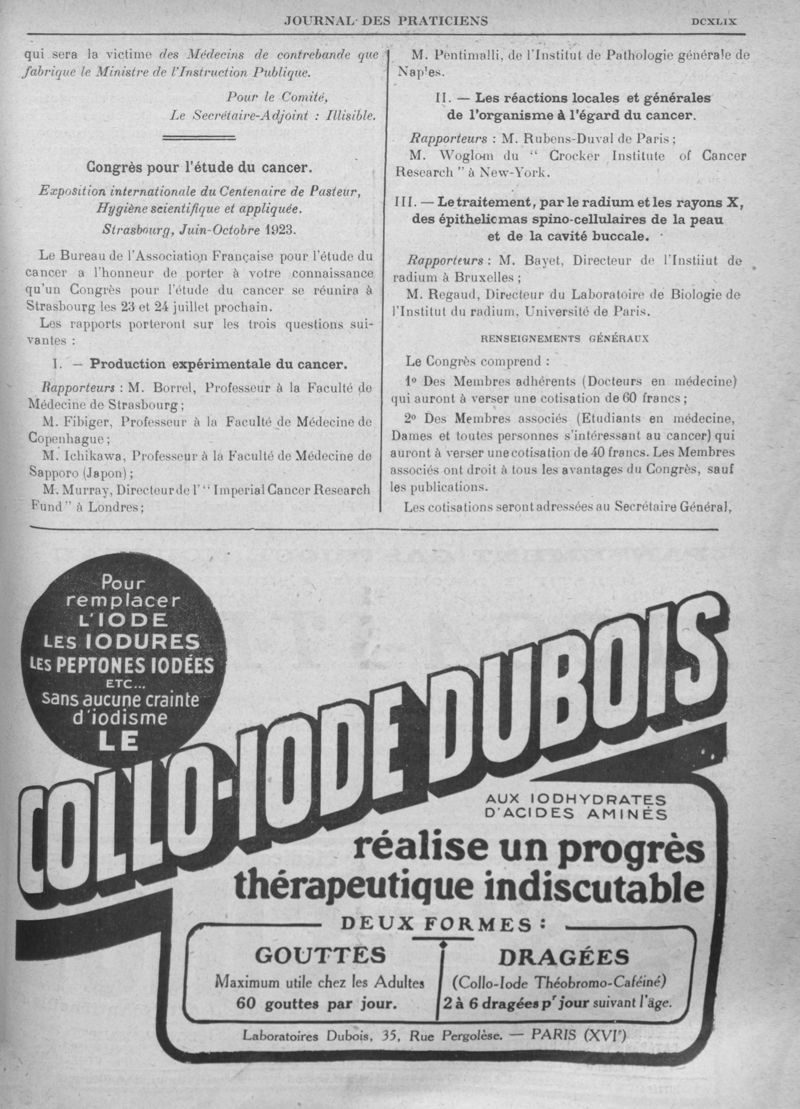 JOURNAL DES PRATICIENS
DCXLIX
qui sera la victime des Médecins de contrebande que
fabrique le Ministre de l'Instruction Publique.
Pour le Comité,
Le Secrétaire-Adjoint : Illisible.
Congrès pour l'étude du cancer.
Exposition internationale du Centenaire de Pasteur,
Hygiène scientifique et appliquée.
Strasbourg, Juin-Octobre 1923.
Le Bureau de l'Association Française pour l'étude du
cancer a l'honneur de porter à votre connaissance
qu'un Congrès pour l'étude du cancer se réunira à
Strasbourg les 23 et 24 juillet prochain.
Les rapports porteront sur les trois questions sui-
vantes :
I. — Production expérimentale du cancer.
Rapporteurs : M. Borrel, Professeur à la Faculté de
Médecine de Strasbourg ;
M. Fibiger, Professeur à la Faculté de Médecine de
Copenhague ;
M. Ichikawa, Professeur à la Faculté de Médecine de
Sapporo (Japon) ;
M. Murray, Directeur de l' " Imperial Cancer Research
Fund " à Londres ;
M. Pentimalli, de l'Institut de Pathologie générale de
Nap'es.
II. — Les réactions locales et générales
de l'organisme à l'égard du cancer.
Rapporteurs : M. Rubens-Duval de Paris ;
M. Woglom du " Crocker Institute of Cancer
Research " à New-York.
III. — Le traitement, par le radium et les rayons X,
des épithelicmas spino-cellulaires de la peau
et de la cavité buccale.
Rapporteurs : M. Bayet, Directeur de l'Instiiut de
radium à Bruxelles ;
M. Regaud, Directeur du Laboratoire de Biologie de
l'Institut du radium, Université de Paris.
RENSEIGNEMENTS GÉNÉRAUX
Le Congrès comprend :
1º Des Membres adhérents (Docteurs en médecine)
qui auront à verser une cotisation de 60 francs ;
2º Des Membres associés (Etudiants en médecine,
Dames et toutes personnes s'intéressant au cancer) qui
auront à verser une cotisation de 40 francs. Les Membres
associés ont droit à tous les avantages du Congrès, sauf
les publications.
Les cotisations seront adressées au Secrétaire Général,
Pour
remplacer
L'IODE
LES IODURES
LES PEPTONES IODÉES
ETC...
sans aucune crainte
d'iodisme
LE
COLLO-IODE DUBOIS
AUX IODHYDRATES
D'ACIDES AMINÉS
réalise un progrès
thérapeutique indiscutable
DEUX FORMES :
GOUTTES
Maximum utile chez les Adultes
60 gouttes par jour.
DRAGÉES
(Collo-Iode Théobromo-Caféiné)
2 à 6 dragées pr jour suivant l'âge.
Laboratoires Dubois, 35, Rue Pergolèse. — PARIS (XVIe)